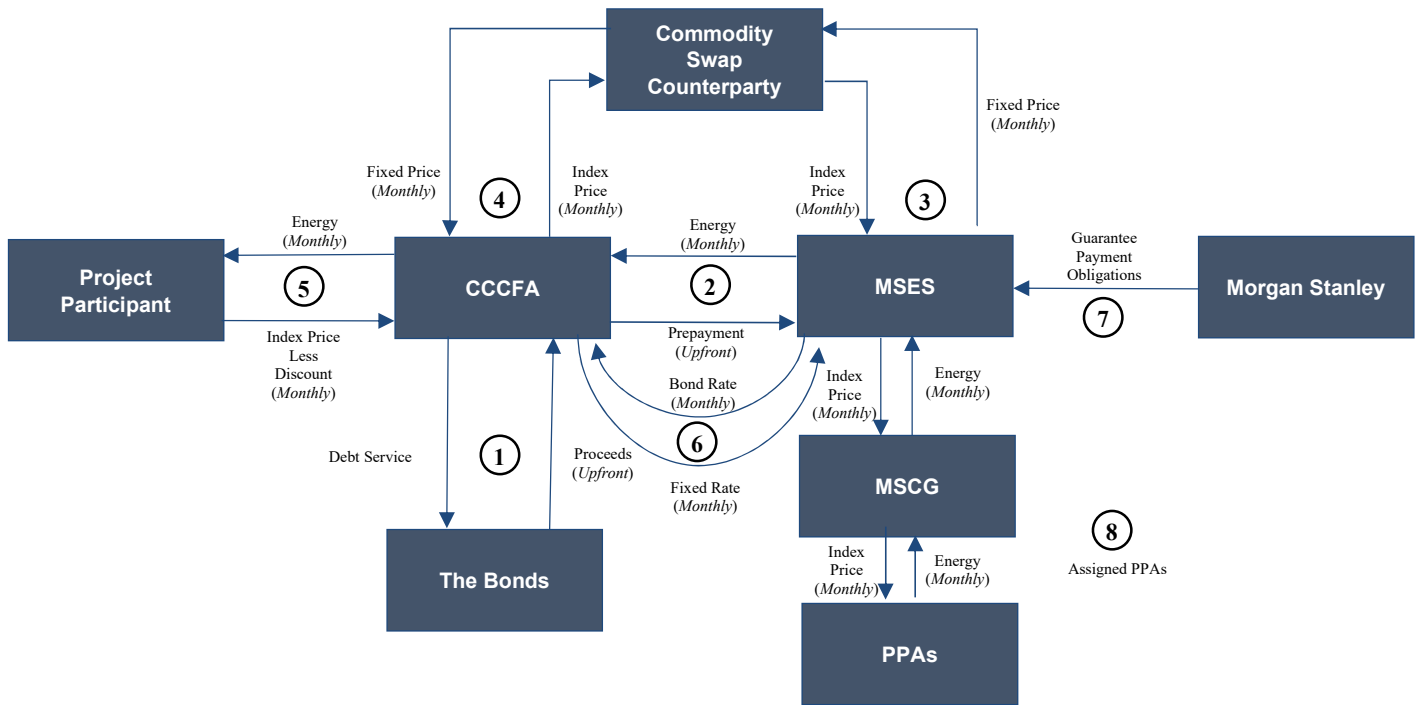 Commodity
Swap
Counterparty
Fixed Price
(Monthly)
Fixed Price
(Monthly)
4
Index
Price
(Monthly)
Index
Price
(Monthly)
3
Energy
(Monthly)
Energy
(Monthly)
Guarantee
Payment
Obligations
Project
Participant
5
CCCFA
2
MSES
Morgan Stanley
7
Index Price
Less
Discount
(Monthly)
Prepayment
(Upfront)
Bond Rate
(Monthly)
Index
Price
(Monthly)
Energy
(Monthly)
6
Debt Service
1
Proceeds
(Upfront)
Fixed Rate
(Monthly)
MSCG
8
Assigned PPAs
Index
Price
(Monthly)
Energy
(Monthly)
The Bonds
PPAs